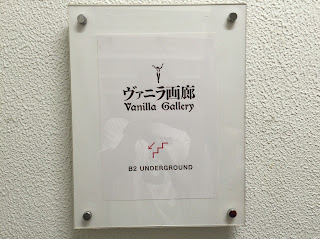 ヴァニラ画廊
Vanilla Gallery
B2 UNDERGROUND